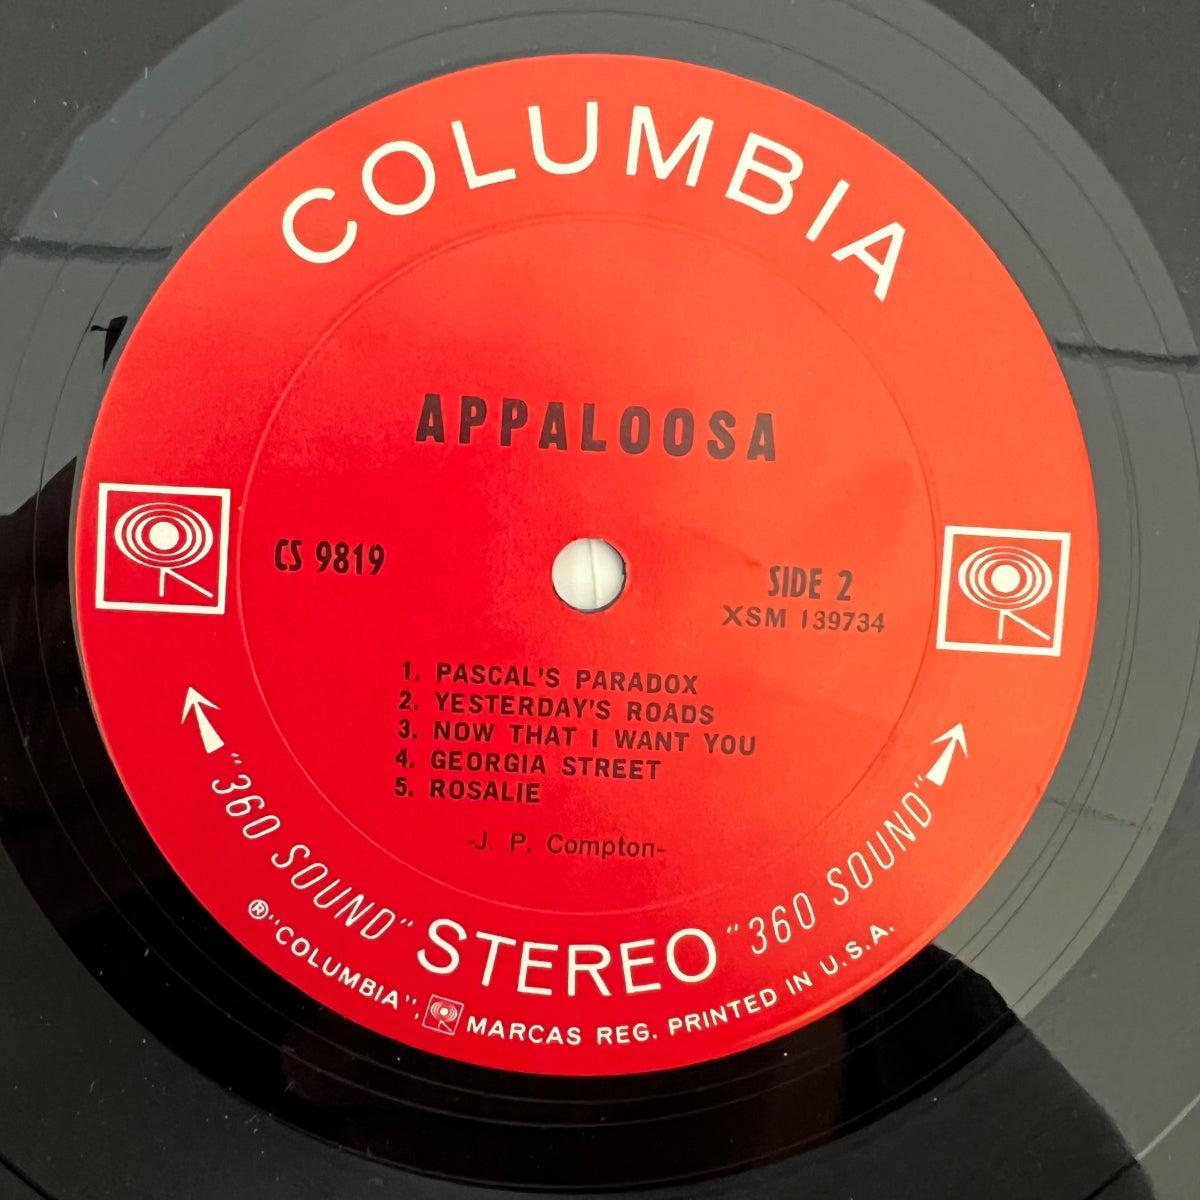 COLUMBIA
APPALOOSA
CS 9819
SIDE 2
XSM 139734
1. PASCAL'S PARADOX
2. YESTERDAY'S ROADS
3. NOW THAT I WANT YOU
4. GEORGIA STREET
5. ROSALIE
-J. P. Compton-
"360 SOUND" STEREO "360 SOUND"
® "COLUMBIA", MARCAS REG. PRINTED IN U.S.A.